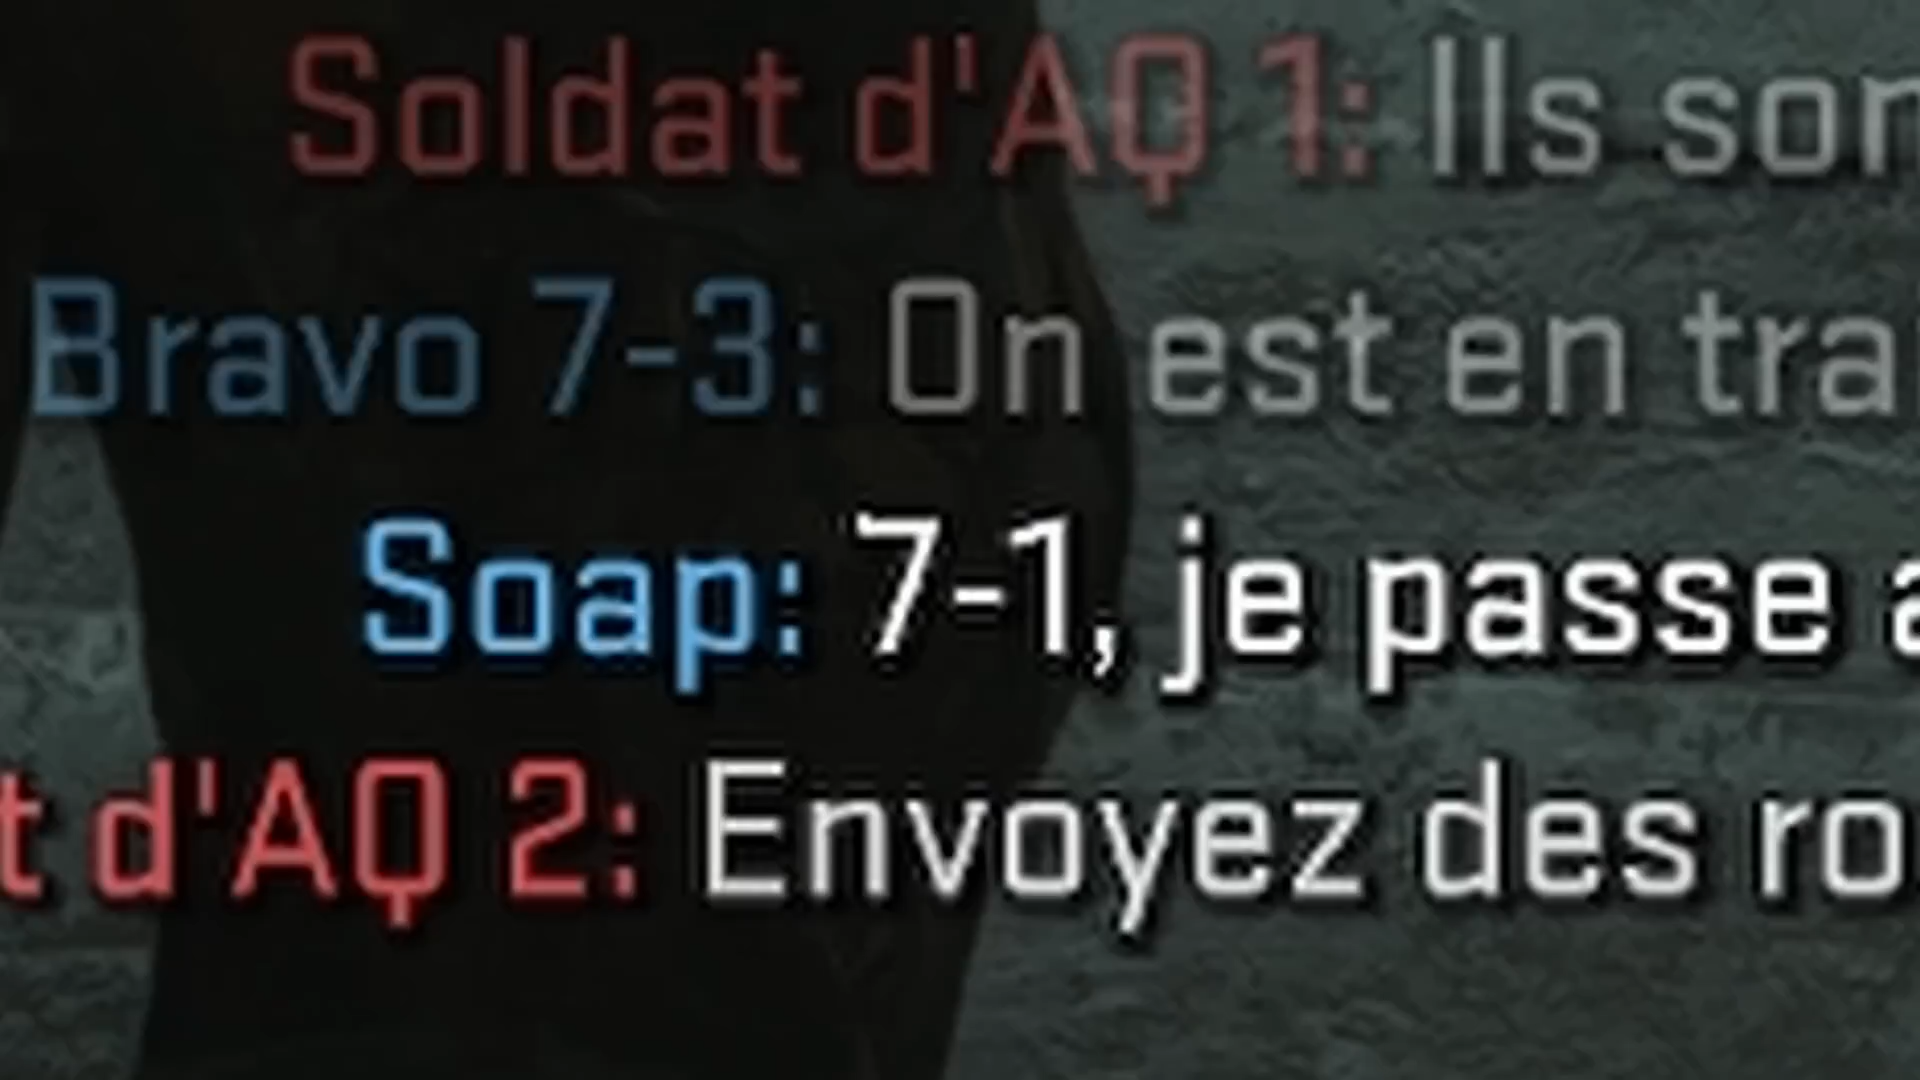 Soldat d'AQ 1: Ils son
Bravo 7-3: On est en tra
Soap: 7-1, je passe a
t d'AQ 2: Envoyez des ro